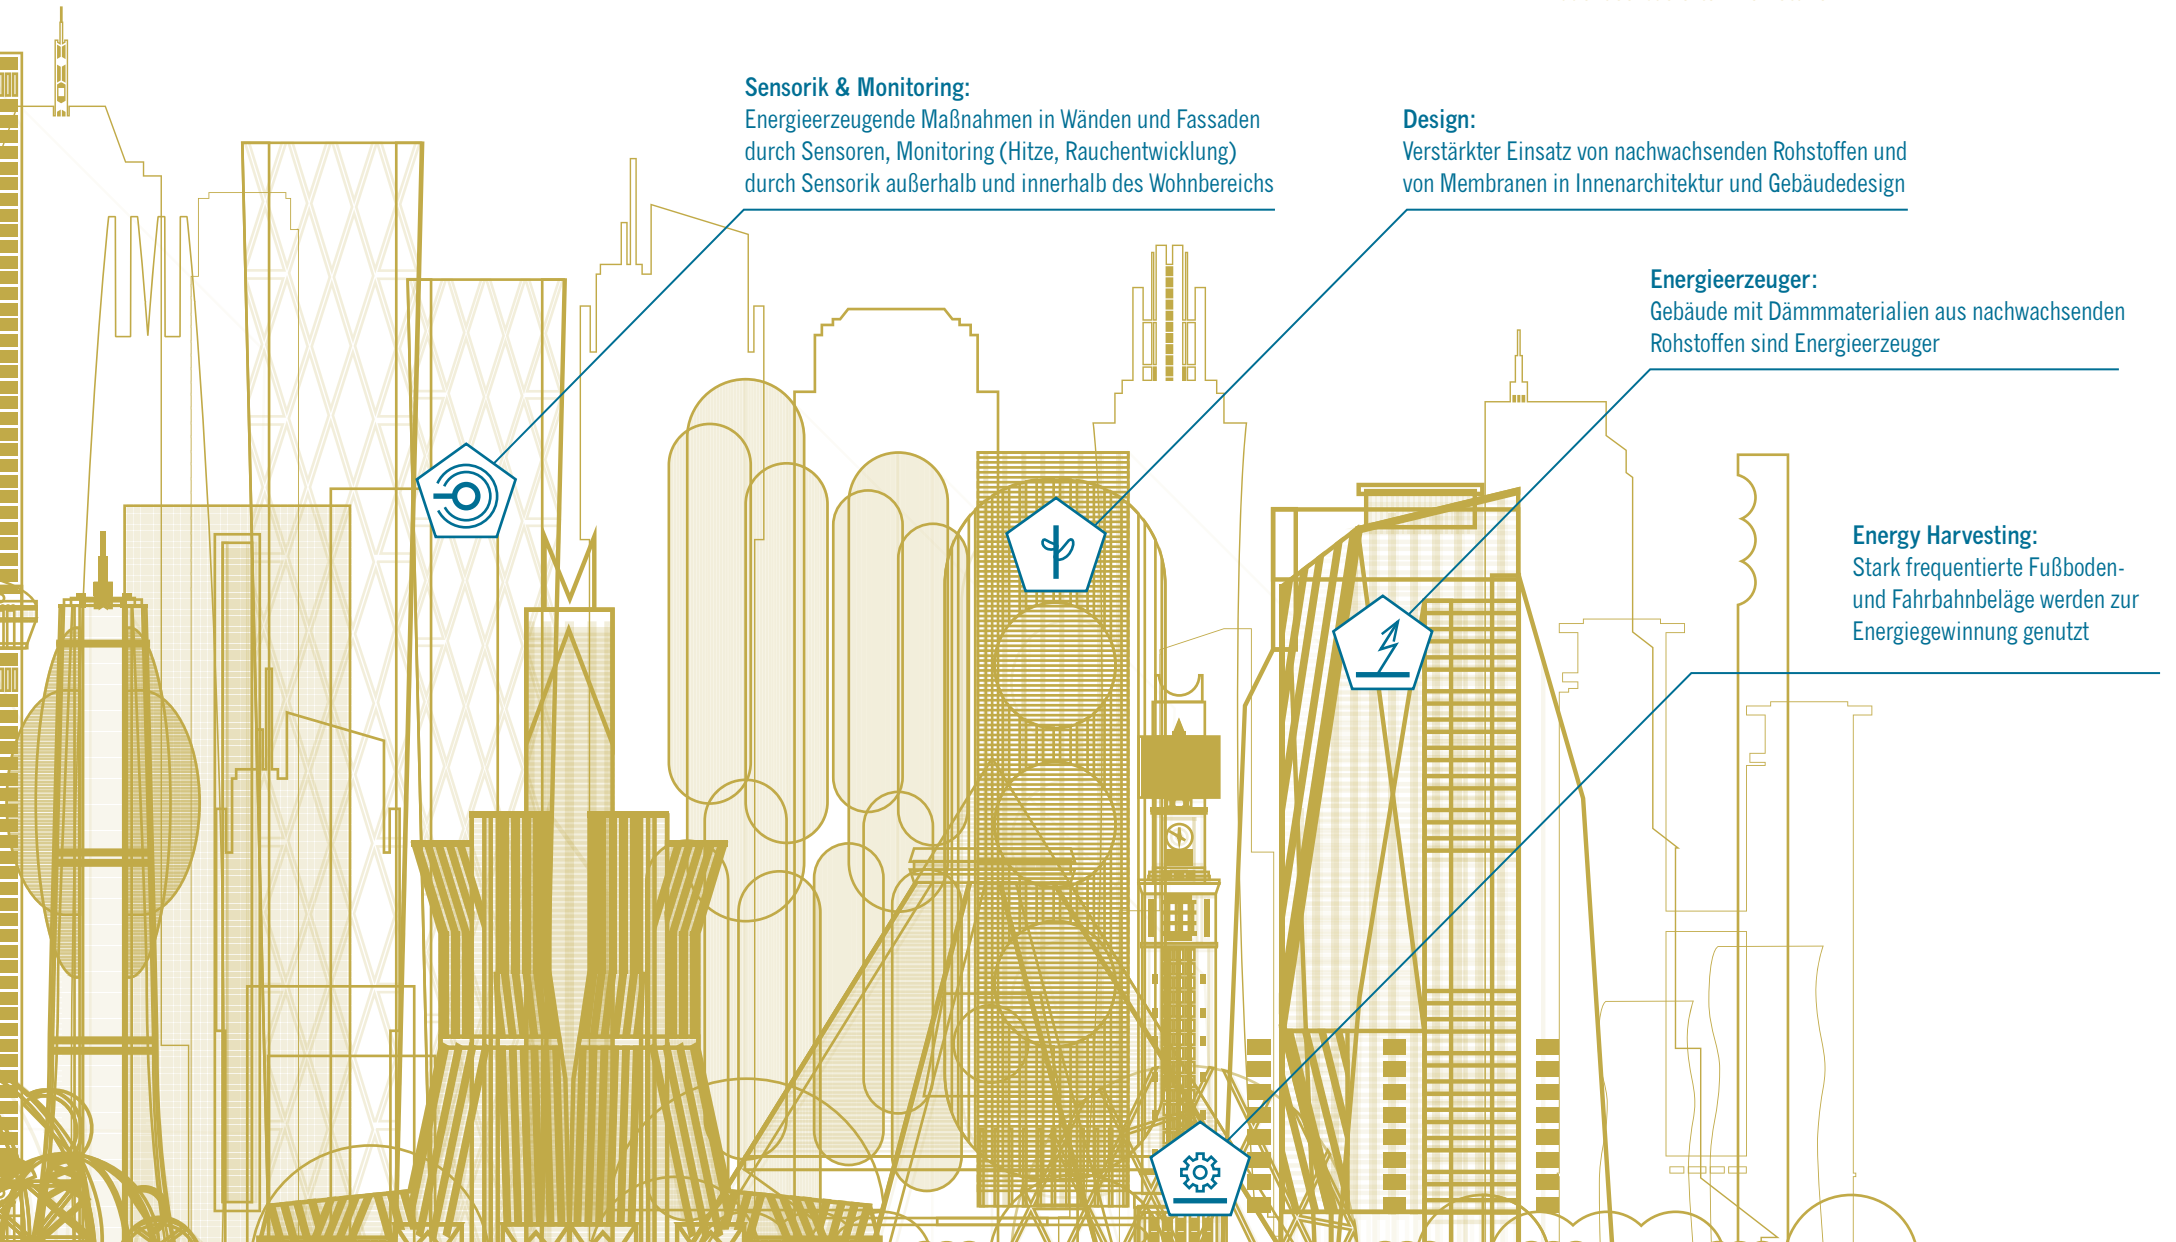 Sensorik & Monitoring:
Energieerzeugende Maßnahmen in Wänden und Fassaden
durch Sensoren, Monitoring (Hitze, Rauchentwicklung)
durch Sensorik außerhalb und innerhalb des Wohnbereichs
Design:
Verstärkter Einsatz von nachwachsenden Rohstoffen und
von Membranen in Innenarchitektur und Gebäudedesign
Energieerzeuger:
Gebäude mit Dämmmaterialien aus nachwachsenden
Rohstoffen sind Energieerzeuger
Energy Harvesting:
Stark frequentierte Fußboden-
und Fahrbahnbeläge werden zur
Energiegewinnung genutzt